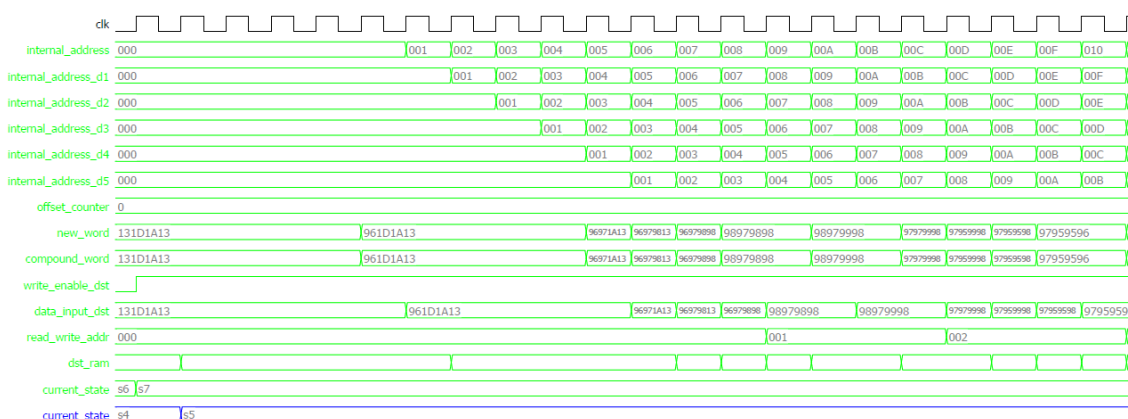 clk
internal_address 000 001 002 003 004 005 006 007 008 009 00A 00B 00C 00D 00E 00F 010
internal_address_d1 000 001 002 003 004 005 006 007 008 009 00A 00B 00C 00D 00E 00F
internal_address_d2 000 001 002 003 004 005 006 007 008 009 00A 00B 00C 00D 00E
internal_address_d3 000 001 002 003 004 005 006 007 008 009 00A 00B 00C 00D
internal_address_d4 000 001 002 003 004 005 006 007 008 009 00A 00B 00C
internal_address_d5 000 001 002 003 004 005 006 007 008 009 00A 00B
offset_counter 0
new_word 131D1A13 961D1A13 96971A13 96979813 96979898 98979898 98979998 97979998 97959998 97959598 97959596
compound_word 131D1A13 961D1A13 96971A13 96979813 96979898 98979898 98979998 97979998 97959998 97959598 97959596
write_enable_dst
data_input_dst 131D1A13 961D1A13 96971A13 96979813 96979898 98979898 98979998 97979998 97959998 97959598 9795959
read_write_addr 000 001 002
dst_ram
current_state s6 s7
current_state s4 s5